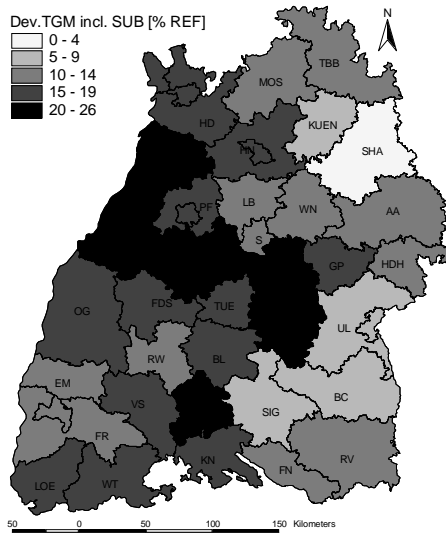 Dev.TGM incl. SUB [% REF]
0 - 4
5 - 9
10 - 14
15 - 19
20 - 26
N
TBB
MOS
HD
KUEN
HN
SHA
PF
LB
WN
AA
S
GP
HDH
OG
FDS
TUE
UL
RW
BL
EM
VS
SIG
BC
FR
KN
FN
RV
LOE
WT
50 0 50 100 150 Kilometers